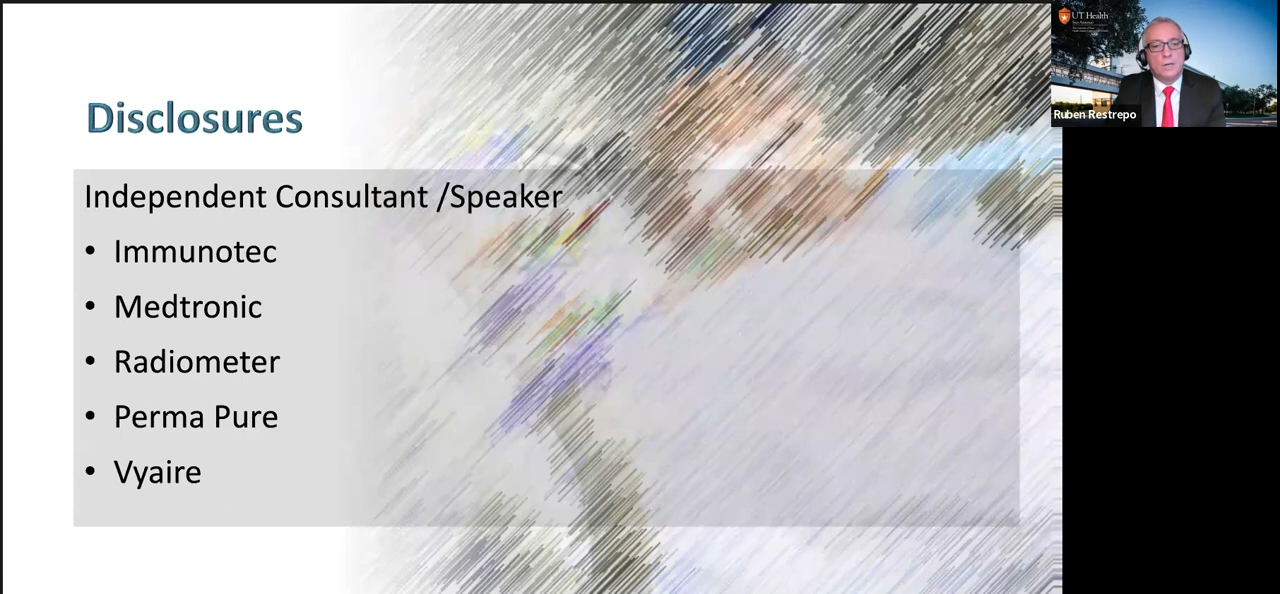 Disclosures
Independent Consultant /Speaker
• Immunotec
• Medtronic
• Radiometer
• Perma Pure
• Vyaire
UT Health
Ruben Restrepo